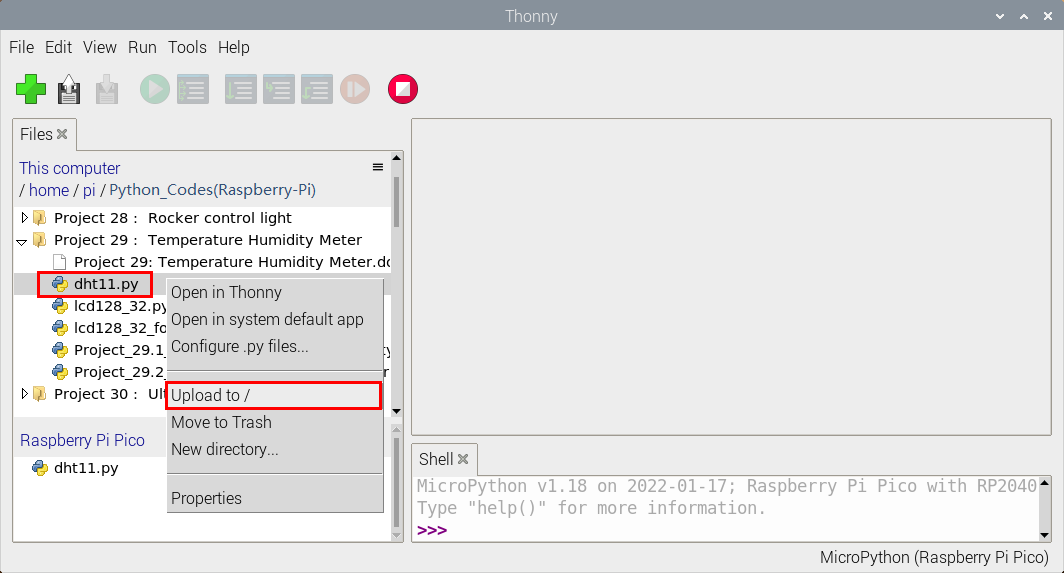 Thonny
File Edit View Run Tools Help
Files
This computer
/ home / pi / Python_Codes(Raspberry-Pi)
Project 28 : Rocker control light
Project 29 : Temperature Humidity Meter
Project 29: Temperature Humidity Meter.dc
dht11.py
lcd128_32.py
lcd128_32_fo
Project_29.1_
Project_29.2_
Project 30 : Ul
Open in Thonny
Open in system default app
Configure .py files...
Upload to /
Move to Trash
New directory...
Properties
Raspberry Pi Pico
dht11.py
Shell
MicroPython v1.18 on 2022-01-17; Raspberry Pi Pico with RP2040
Type "help()" for more information.
>>>
MicroPython (Raspberry Pi Pico)